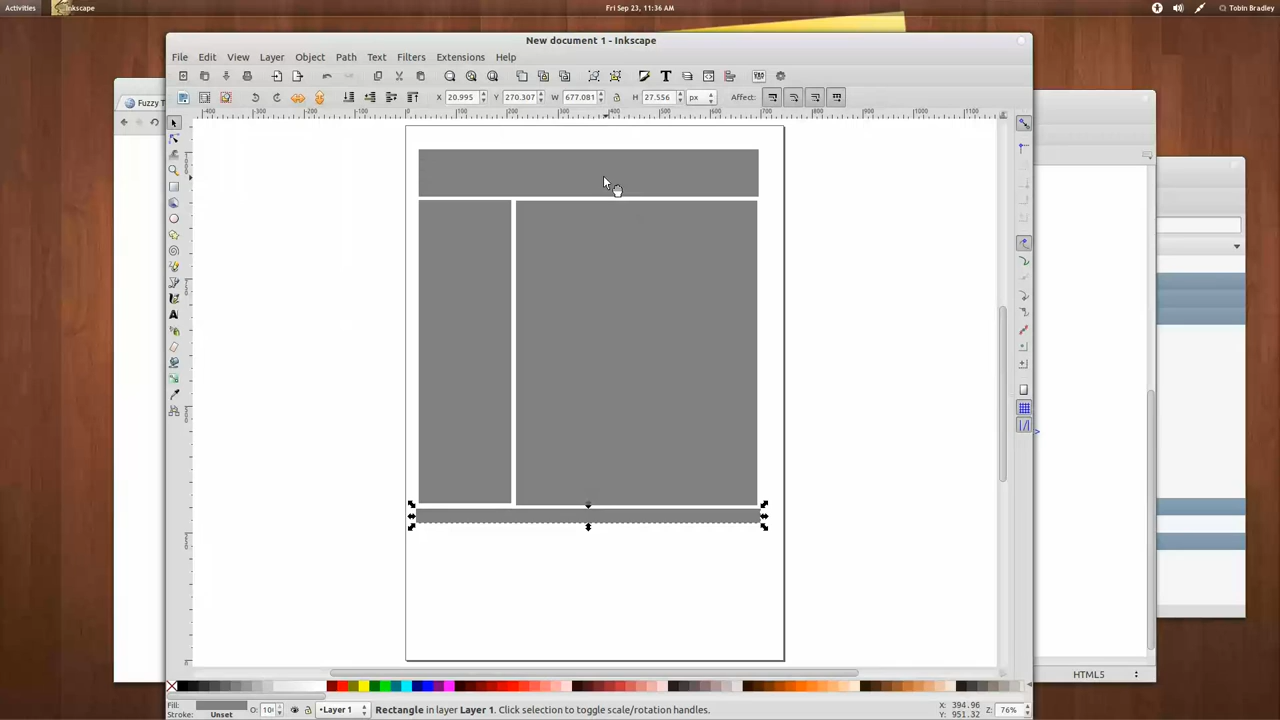 Activities
Inkscape
Fri Sep 23, 11:36 AM
Tobin Bradley
New document 1 - Inkscape
File Edit View Layer Object Path Text Filters Extensions Help
X 20.995 Y 270.307 W 677.081 H 27.556 px Affect:
Fuzzy T
HTML5
Fill:
Stroke: Unset
O: 10
•Layer 1
Rectangle in layer Layer 1. Click selection to toggle scale/rotation handles.
X: 394.96
Y: 951.32
Z: 76%